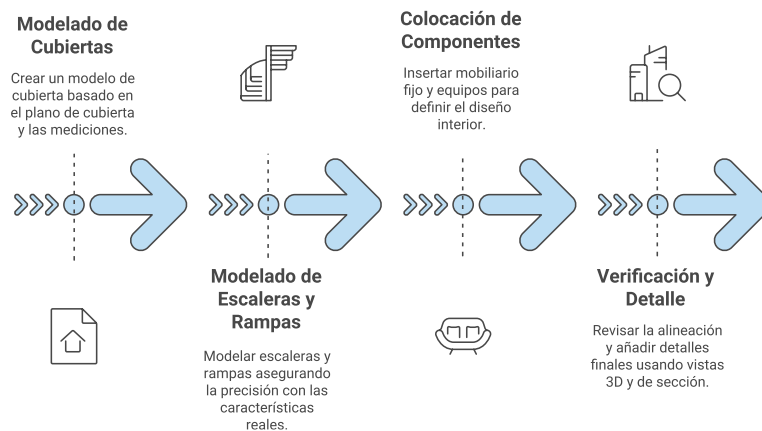 Modelado de
Cubiertas
Crear un modelo de
cubierta basado en
el plano de cubierta
y las mediciones.
Modelado de
Escaleras y
Rampas
Modelar escaleras y
rampas asegurando
la precisión con las
características
reales.
Colocación de
Componentes
Insertar mobiliario
fijo y equipos para
definir el diseño
interior.
Verificación y
Detalle
Revisar la alineación
y añadir detalles
finales usando vistas
3D y de sección.